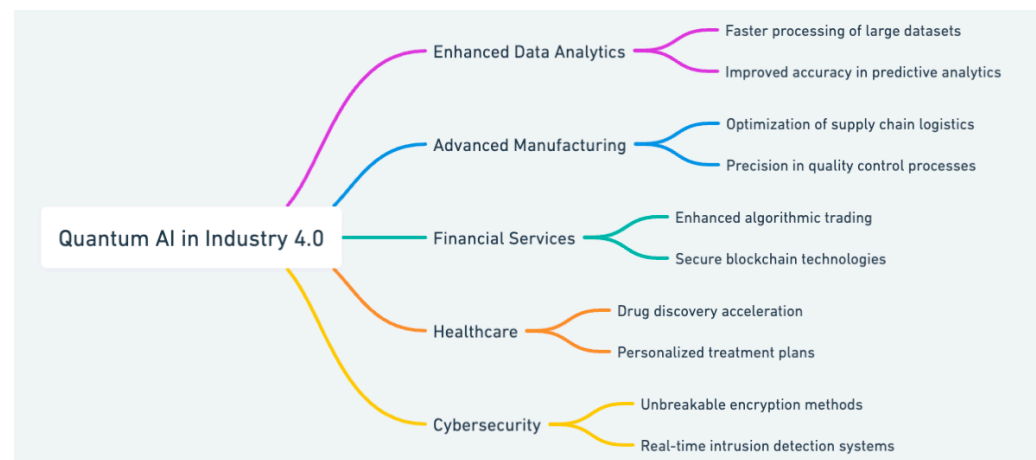 Quantum AI in Industry 4.0
Enhanced Data Analytics
Faster processing of large datasets
Improved accuracy in predictive analytics
Advanced Manufacturing
Optimization of supply chain logistics
Precision in quality control processes
Financial Services
Enhanced algorithmic trading
Secure blockchain technologies
Healthcare
Drug discovery acceleration
Personalized treatment plans
Cybersecurity
Unbreakable encryption methods
Real-time intrusion detection systems